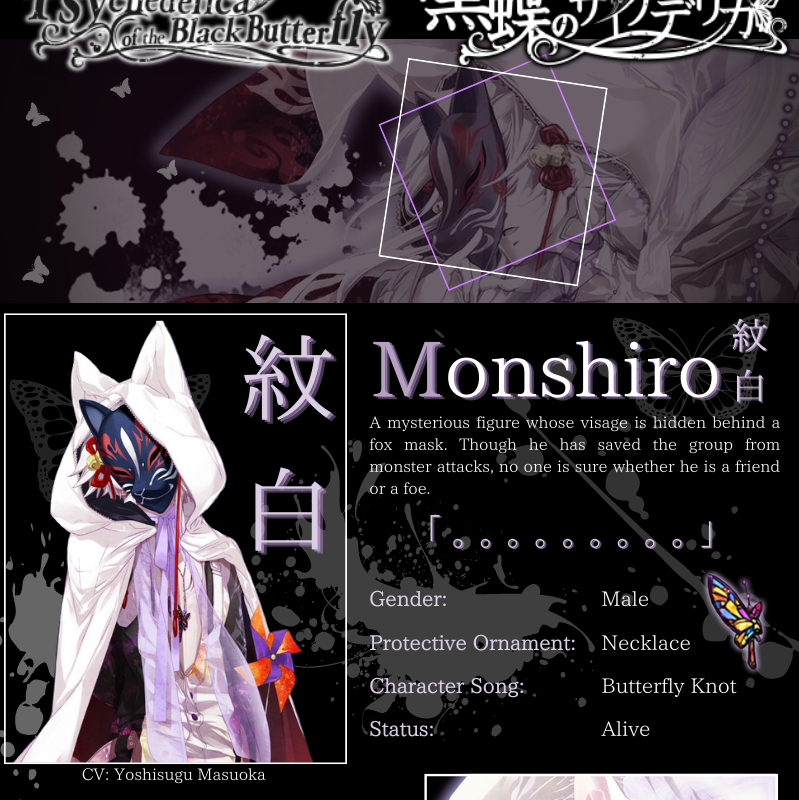 Psychedelica
of the Black Butterfly
黒蝶のサイケデリカ
紋
白
CV: Yoshisugu Masuoka
Monshiro
紋
白
A mysterious figure whose visage is hidden behind a
fox mask. Though he has saved the group from
monster attacks, no one is sure whether he is a friend
or a foe.
「。。。。。。。。。」
Gender: Male
Protective Ornament: Necklace
Character Song: Butterfly Knot
Status: Alive